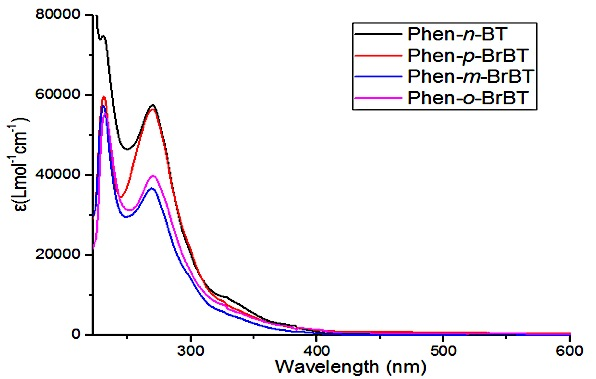 80000
60000
40000
20000
0
ε(Lmol⁻¹cm⁻¹)
Phen-n-BT
Phen-p-BrBT
Phen-m-BrBT
Phen-o-BrBT
300 400 500 600
Wavelength (nm)